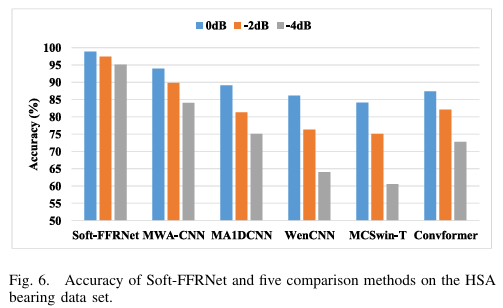 0dB -2dB -4dB
100
95
90
85
80
75
70
65
60
55
50
Accuracy (%)
Soft-FFRNet MWA-CNN MA1DCNN WenCNN MCSwin-T Convformer
Fig. 6. Accuracy of Soft-FFRNet and five comparison methods on the HSA
bearing data set.